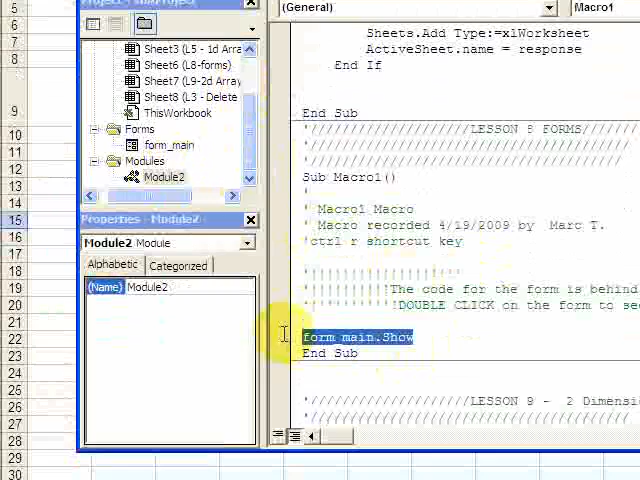 Project - VBAProject
(General)
Macro1
Sheet3 (L5 - 1d Arra
Sheet6 (L8-forms)
Sheet7 (L9-2d Array
Sheet8 (L3 - Delete
ThisWorkbook
Forms
form_main
Modules
Module2
Properties - Module2
Module2 Module
Alphabetic
Categorized
(Name) Module2
Sheets.Add Type:=xlWorksheet
ActiveSheet.name = response
End If
End Sub
'/////////////////////LESSON 8 FORMS///////
'/////////////////////////////////////////
'/////////////////////////////////////////
Sub Macro1()
'
' Macro1 Macro
' Macro recorded 4/19/2009 by Marc T.
'ctrl r shortcut key
'!!!!!!!!!!!!!!!!!!!!'''
'!!!!!!!!!!The code for the form is behind
'!!!!!!!!!!!DOUBLE CLICK on the form to se
form_main.Show
End Sub
'/////////////////////LESSON 9 - 2 Dimensi
'/////////////////////////////////////////
5
6
7
8
9
10
11
12
13
14
15
16
17
18
19
20
21
22
23
24
25
26
27
28
29
30